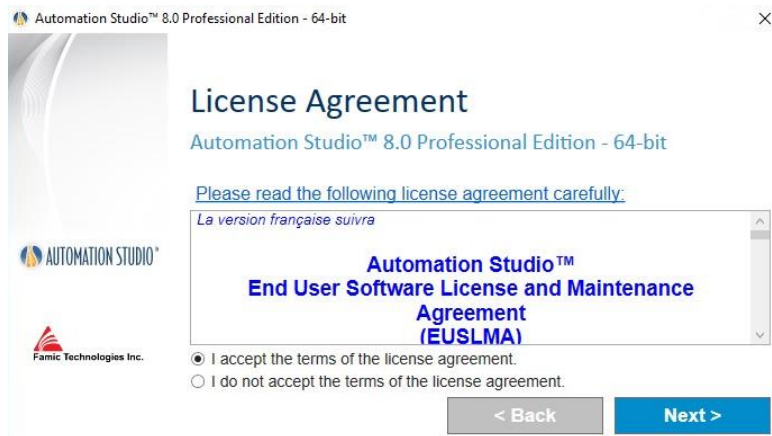 Automation Studio™ 8.0 Professional Edition - 64-bit
License Agreement
Automation Studio™ 8.0 Professional Edition - 64-bit
Please read the following license agreement carefully:
La version française suivra
Automation Studio™
End User Software License and Maintenance
Agreement
(EUSLMA)
AUTOMATION STUDIO™
Famic Technologies Inc.
I accept the terms of the license agreement.
I do not accept the terms of the license agreement.
< Back
Next >